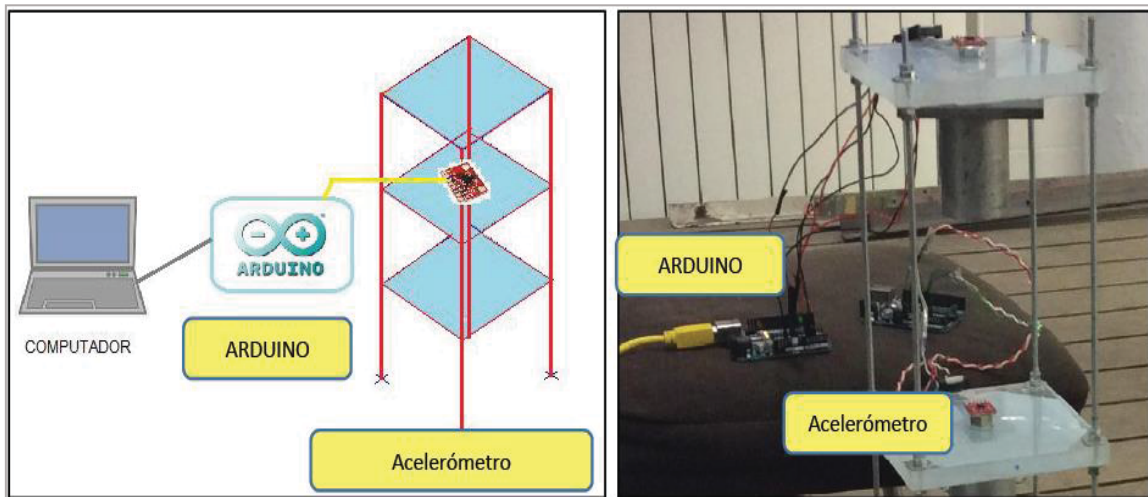 COMPUTADOR
ARDUINO
ARDUINO
Acelerómetro
ARDUINO
Acelerómetro